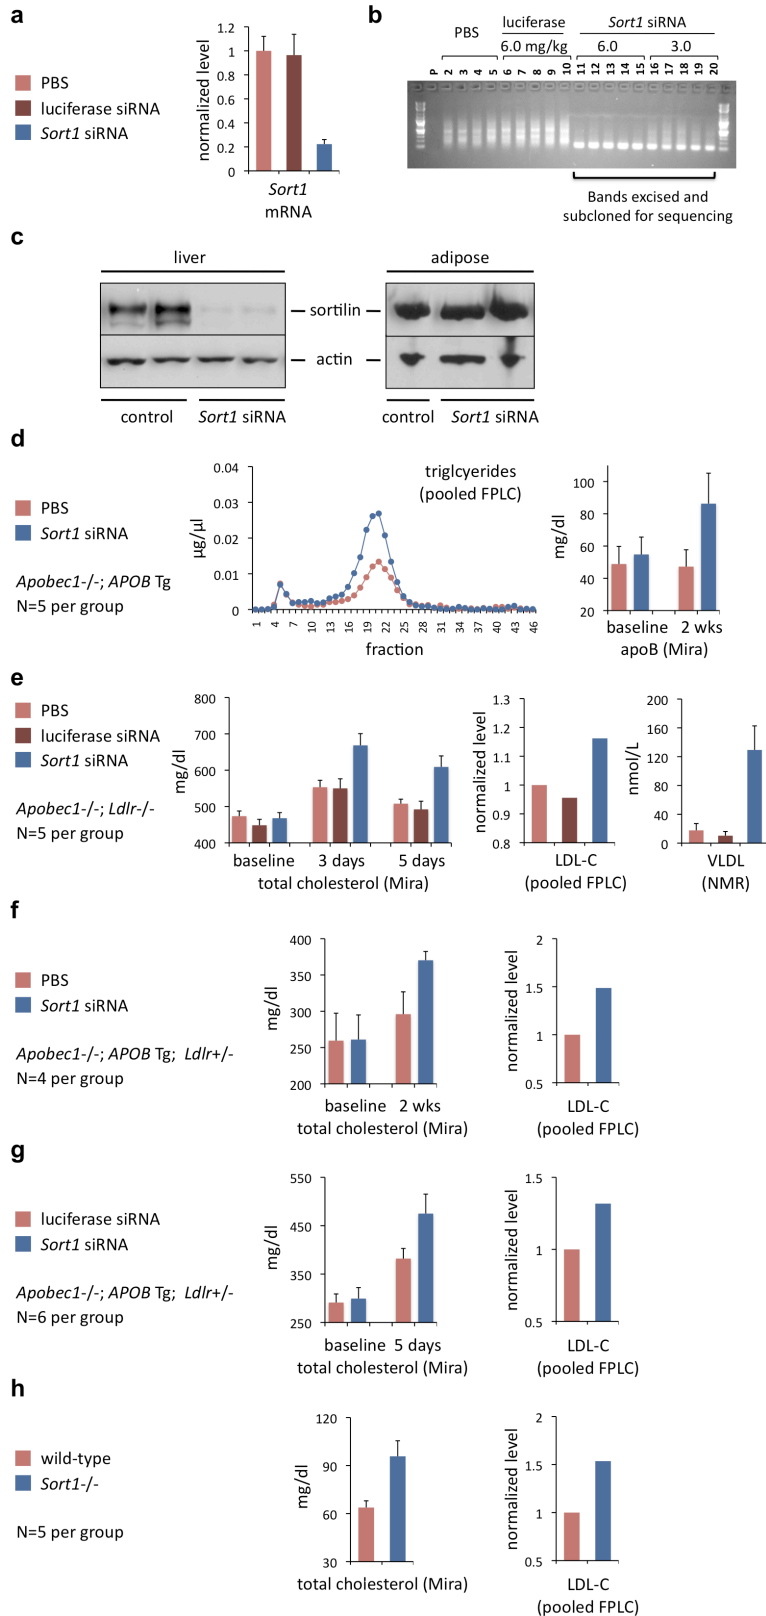 a
PBS
luciferase siRNA
Sort1 siRNA
normalized level
1.2
1
0.8
0.6
0.4
0.2
0
Sort1
mRNA
b
PBS
luciferase
6.0 mg/kg
Sort1 siRNA
6.0
3.0
P 2 3 4 5 6 7 8 9 10 11 12 13 14 15 16 17 18 19 20
Bands excised and
subcloned for sequencing
c
liver
adipose
sortilin
actin
control
Sort1 siRNA
control
Sort1 siRNA
d
PBS
Sort1 siRNA
Apobec1-/-; APOB Tg
N=5 per group
µg/µl
0.04
0.03
0.02
0.01
0
triglcyerides
(pooled FPLC)
1 4 7 10 13 16 19 22 25 28 31 34 37 40 43 46
fraction
mg/dl
100
80
60
40
20
baseline 2 wks
apoB (Mira)
e
PBS
luciferase siRNA
Sort1 siRNA
Apobec1-/-; Ldlr-/-
N=5 per group
mg/dl
800
700
600
500
400
baseline 3 days 5 days
total cholesterol (Mira)
normalized level
1.3
1.2
1.1
1
0.9
0.8
LDL-C
(pooled FPLC)
nmol/L
200
160
120
80
40
0
VLDL
(NMR)
f
PBS
Sort1 siRNA
Apobec1-/-; APOB Tg; Ldlr+/-
N=4 per group
mg/dl
400
350
300
250
200
baseline 2 wks
total cholesterol (Mira)
normalized level
2
1.5
1
0.5
LDL-C
(pooled FPLC)
g
luciferase siRNA
Sort1 siRNA
Apobec1-/-; APOB Tg; Ldlr+/-
N=6 per group
mg/dl
550
450
350
250
baseline 5 days
total cholesterol (Mira)
normalized level
1.5
1
0.5
LDL-C
(pooled FPLC)
h
wild-type
Sort1-/-
N=5 per group
mg/dl
120
90
60
30
total cholesterol (Mira)
normalized level
2
1.5
1
0.5
LDL-C
(pooled FPLC)